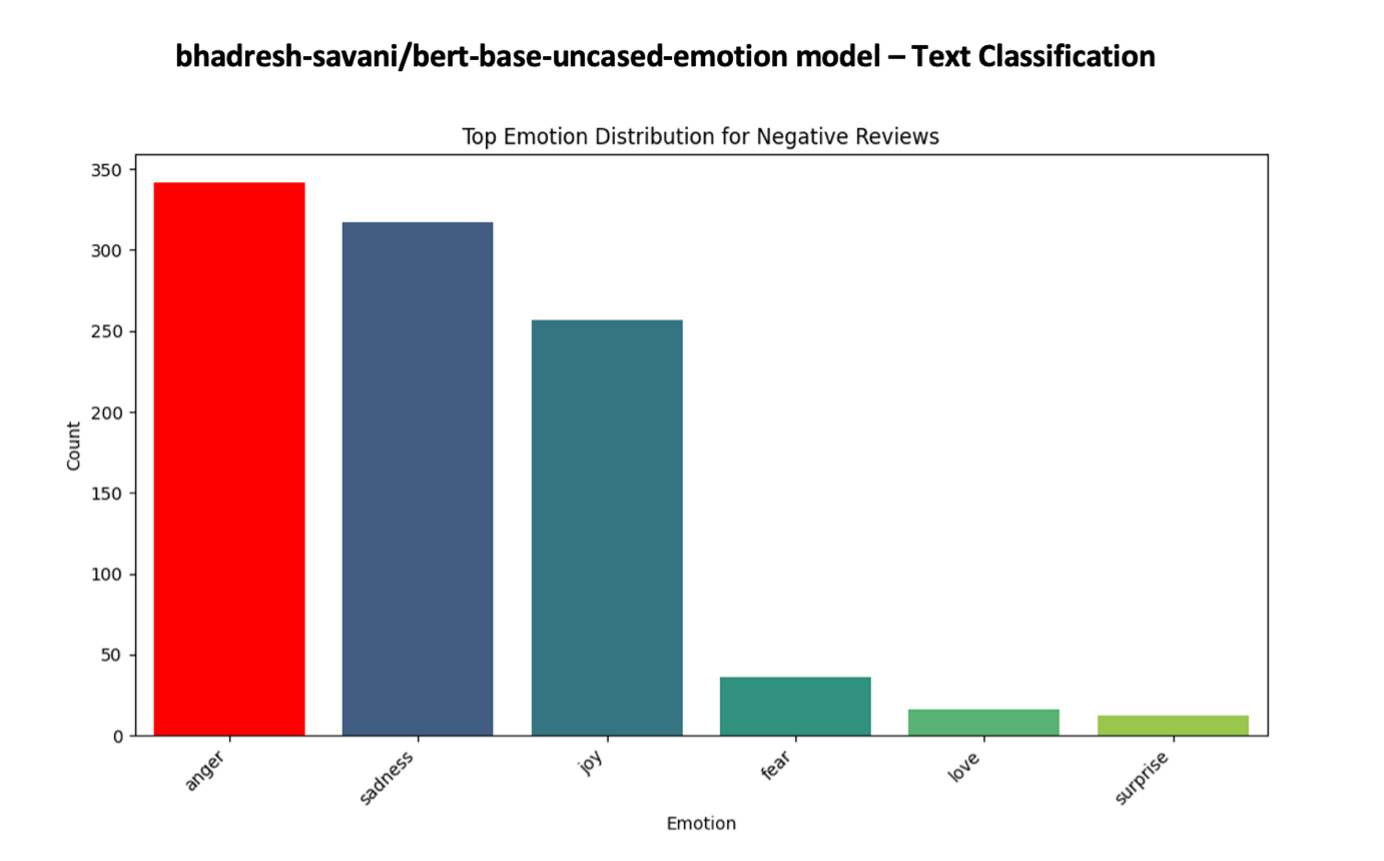 bhadresh-savani/bert-base-uncased-emotion model – Text Classification
Top Emotion Distribution for Negative Reviews
350
300
250
200
150
100
50
0
Count
anger
sadness
joy
fear
love
surprise
Emotion